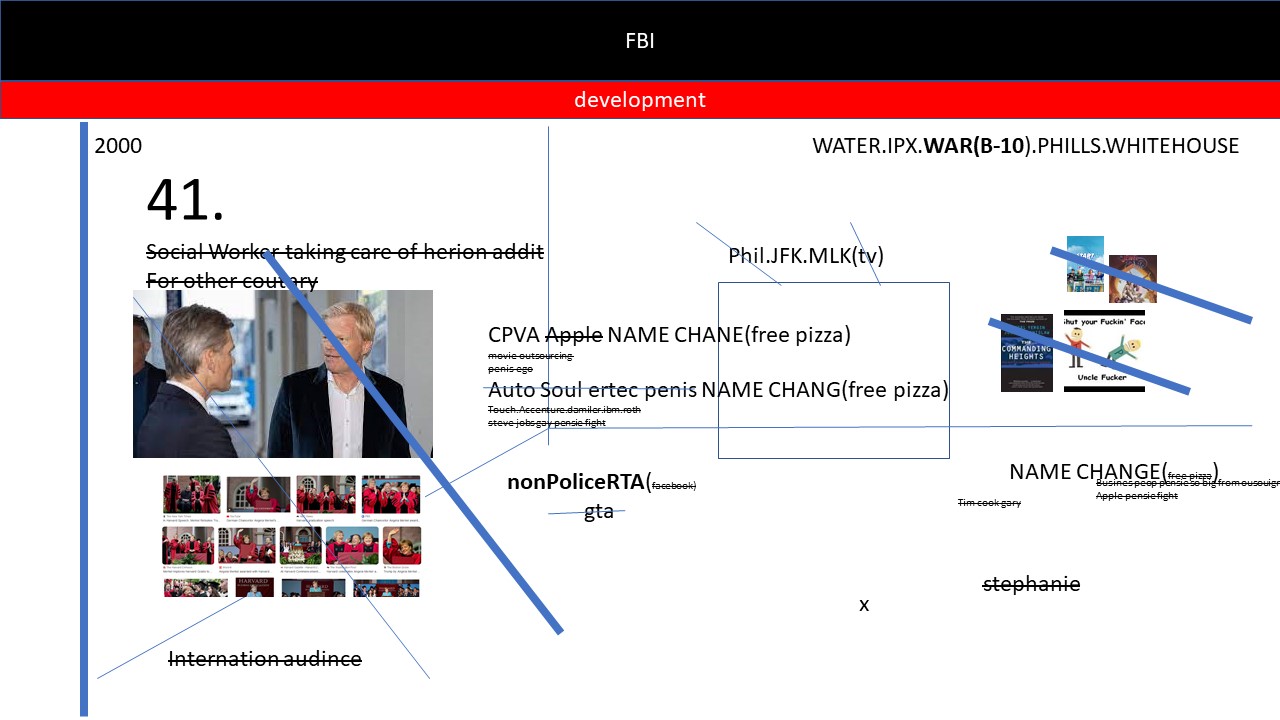 FBI
development
2000
WATER.IPX.WAR(B-10).PHILLS.WHITEHOUSE
41.
Social Worker taking care of herion addit
For other coutary
Phil.JFK.MLK(tv)
START
CPVA Apple NAME CHANE(free pizza)
movie outsourcing
penis ego
Auto Soul ertec penis NAME CHANG(free pizza)
Touch.Accenture.damiler.ibm.roth
steve jobs gay pensie fight
THE
COMMANDING
HEIGHTS
Shut your Fuckin' Face
Uncle Fucker
nonPoliceRTA(facebook)
gta
NAME CHANGE(free pizza)
Busines peop pensie so big from ousouign
Apple pensie fight
Tim cook gary
HARVARD
stephanie
x
Internation audince